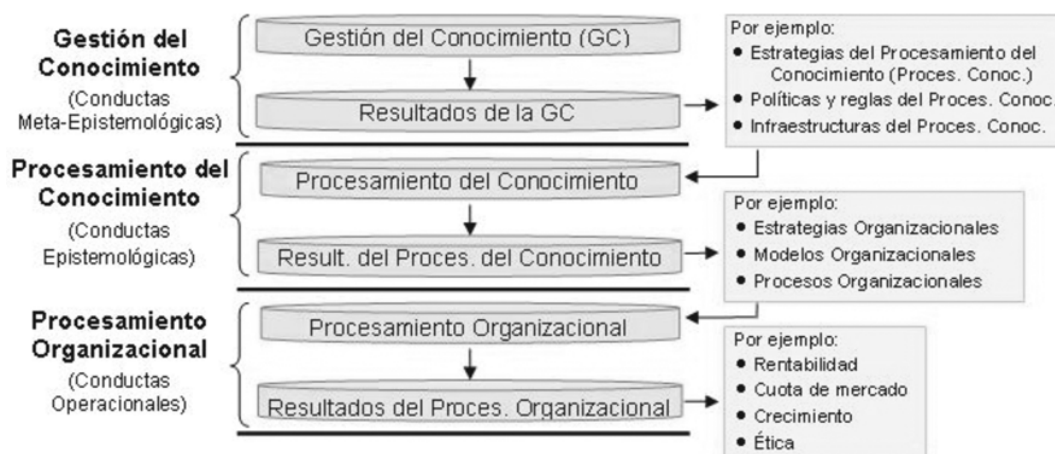 Gestión del
Conocimiento
(Conductas
Meta-Epistemológicas)
Gestión del Conocimiento (GC)
Resultados de la GC
Por ejemplo:
● Estrategias del Procesamiento del
Conocimiento (Proces. Conoc.)
● Políticas y reglas del Proces. Conoc.
● Infraestructuras del Proces. Conoc.
Procesamiento del
Conocimiento
(Conductas
Epistemológicas)
Procesamiento del Conocimiento
Result. del Proces. del Conocimiento
Por ejemplo:
● Estrategias Organizacionales
● Modelos Organizacionales
● Procesos Organizacionales
Procesamiento
Organizacional
(Conductas
Operacionales)
Procesamiento Organizacional
Resultados del Proces. Organizacional
Por ejemplo:
● Rentabilidad
● Cuota de mercado
● Crecimiento
● Ética